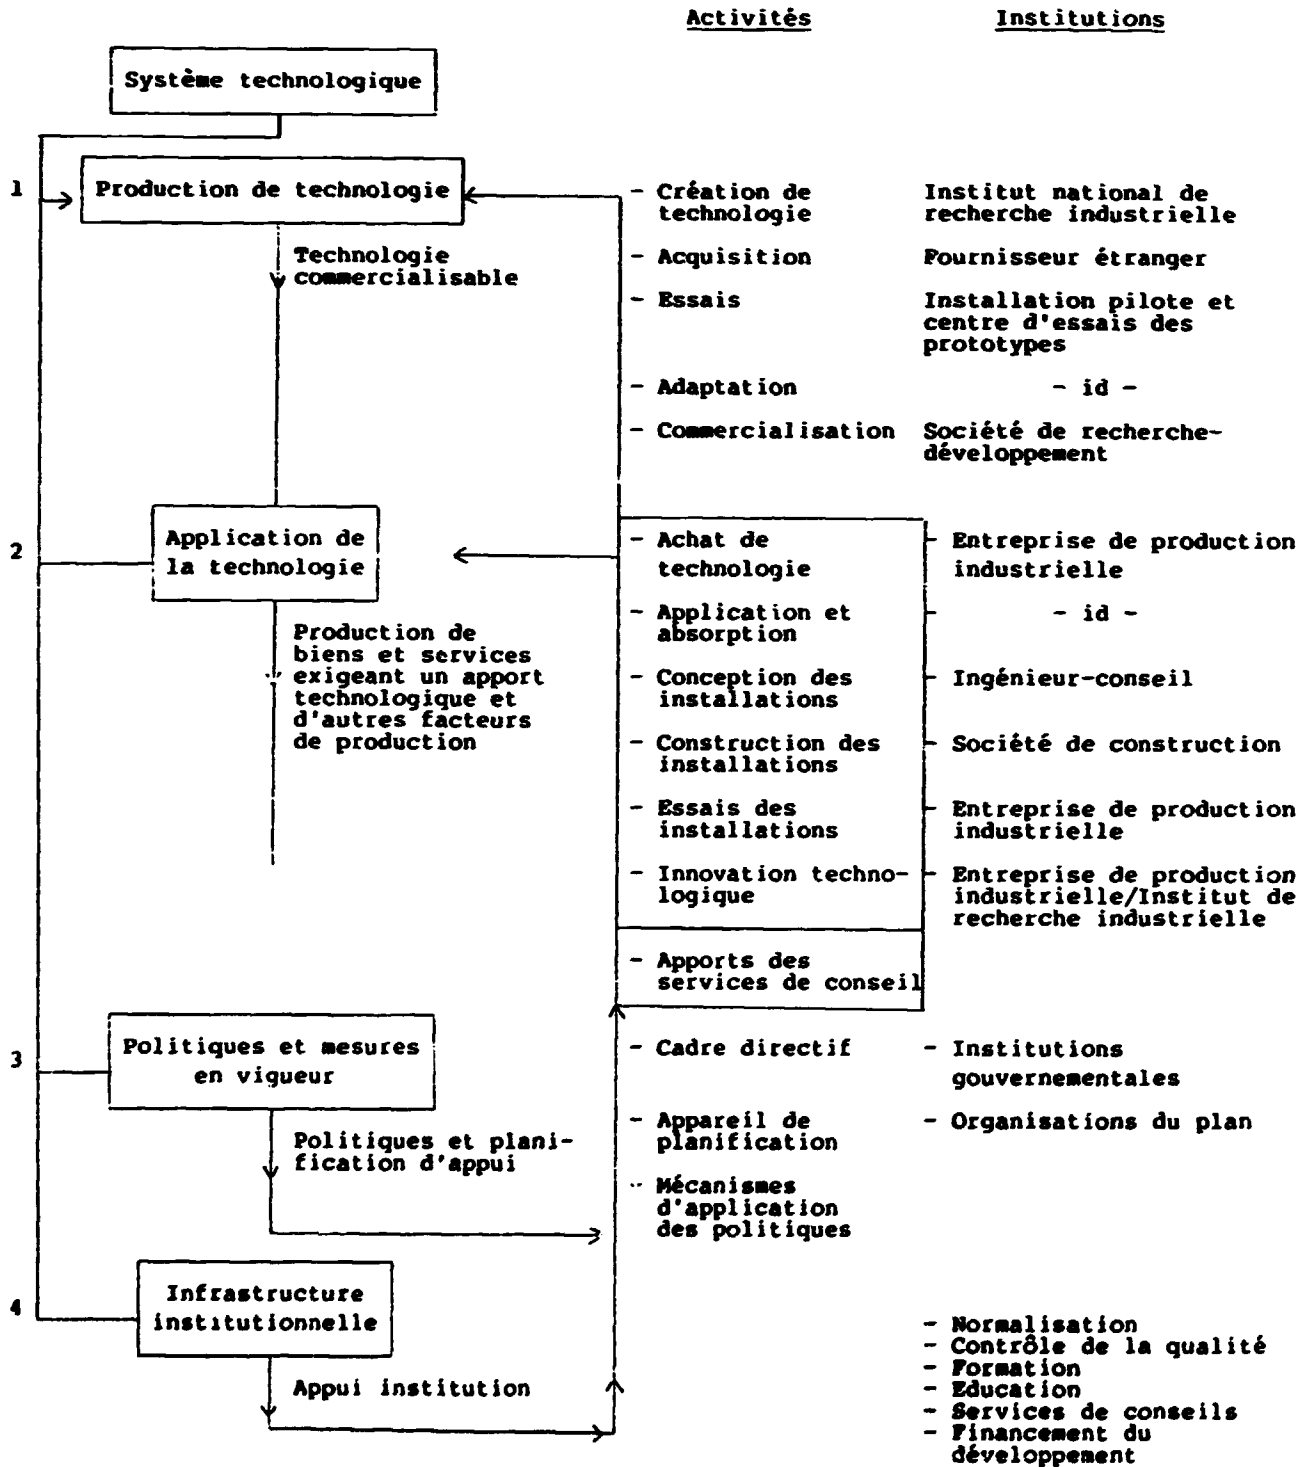 Activités Institutions
Système technologique
1 Production de technologie
- Création de Institut national de
technologie recherche industrielle
Technologie
commercialisable
- Acquisition Fournisseur étranger
- Essais Installation pilote et
centre d'essais des
prototypes
- Adaptation - id -
- Commercialisation Société de recherche-
développement
2 Application de
la technologie
- Achat de - Entreprise de production
technologie industrielle
Production de
biens et services
exigeant un apport
technologique et
d'autres facteurs
de production
- Application et - id -
absorption
- Conception des - Ingénieur-conseil
installations
- Construction des - Société de construction
installations
- Essais des - Entreprise de production
installations industrielle
- Innovation techno- - Entreprise de production
logique industrielle/Institut de
recherche industrielle
- Apports des
services de conseil
3 Politiques et mesures
en vigueur
- Cadre directif - Institutions
gouvernementales
Politiques et plani-
fication d'appui
- Appareil de - Organisations du plan
planification
- Mécanismes
d'application
des politiques
4 Infrastructure
institutionnelle
Appui institution
- Normalisation
- Contrôle de la qualité
- Formation
- Education
- Services de conseils
- Financement du
développement